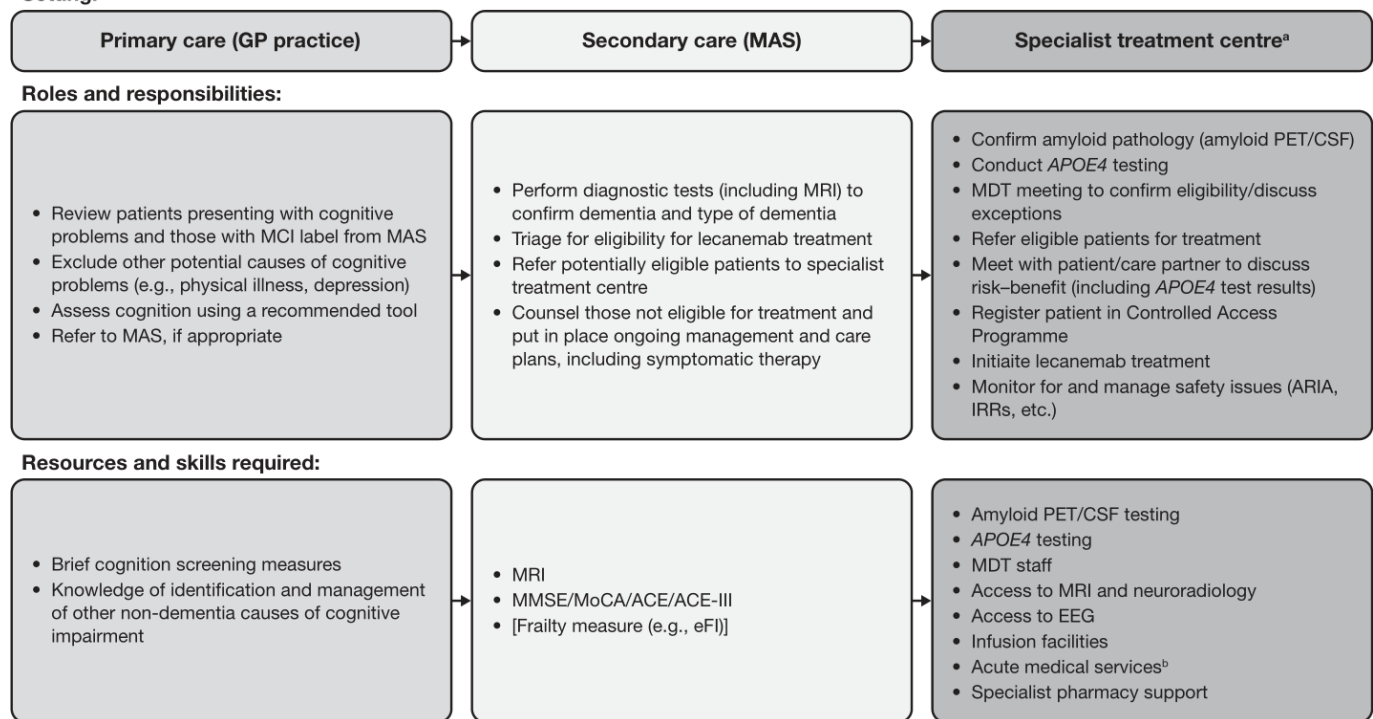 Primary care (GP practice)
Secondary care (MAS)
Specialist treatment centreᵃ
Roles and responsibilities:
• Review patients presenting with cognitive
problems and those with MCI label from MAS
• Exclude other potential causes of cognitive
problems (e.g., physical illness, depression)
• Assess cognition using a recommended tool
• Refer to MAS, if appropriate
• Perform diagnostic tests (including MRI) to
confirm dementia and type of dementia
• Triage for eligibility for lecanemab treatment
• Refer potentially eligible patients to specialist
treatment centre
• Counsel those not eligible for treatment and
put in place ongoing management and care
plans, including symptomatic therapy
• Confirm amyloid pathology (amyloid PET/CSF)
• Conduct APOE4 testing
• MDT meeting to confirm eligibility/discuss
exceptions
• Refer eligible patients for treatment
• Meet with patient/care partner to discuss
risk–benefit (including APOE4 test results)
• Register patient in Controlled Access
Programme
• Initiaite lecanemab treatment
• Monitor for and manage safety issues (ARIA,
IRRs, etc.)
Resources and skills required:
• Brief cognition screening measures
• Knowledge of identification and management
of other non-dementia causes of cognitive
impairment
• MRI
• MMSE/MoCA/ACE/ACE-III
• [Frailty measure (e.g., eFI)]
• Amyloid PET/CSF testing
• APOE4 testing
• MDT staff
• Access to MRI and neuroradiology
• Access to EEG
• Infusion facilities
• Acute medical servicesᵇ
• Specialist pharmacy support